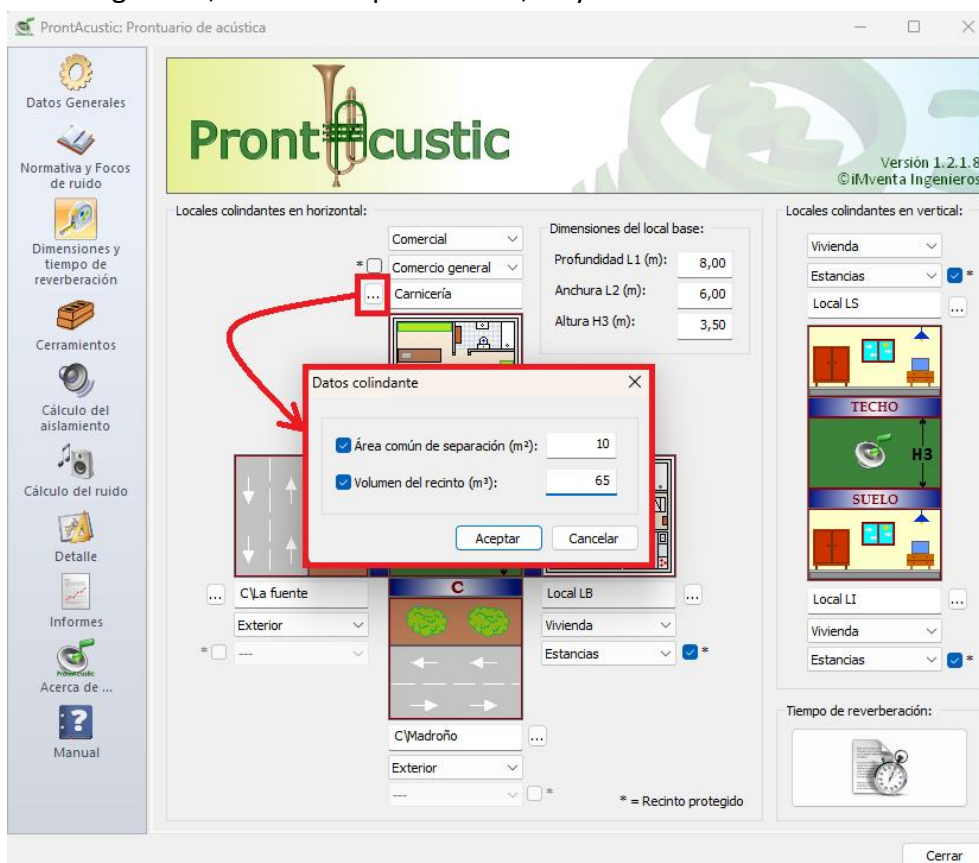 ProntAcustic: Prontuario de acústica
Datos Generales
Normativa y Focos
de ruido
Dimensiones y
tiempo de
reverberación
Cerramientos
Cálculo del
aislamiento
Cálculo del ruido
Detalle
Informes
ProntAcustic
Acerca de ...
Manual
ProntAcustic
Versión 1.2.1.8
©iMventa Ingenieros
Locales colindantes en horizontal:
Comercial
* Comercio general
... Carnicería
Dimensiones del local base:
Profundidad L1 (m): 8,00
Anchura L2 (m): 6,00
Altura H3 (m): 3,50
Datos colindante
Área común de separación (m²): 10
Volumen del recinto (m³): 65
Aceptar Cancelar
... C\La fuente
Exterior
* ---
C
Local LB ...
Vivienda
Estancias *
C\Madroño ...
Exterior
--- *
* = Recinto protegido
Locales colindantes en vertical:
Vivienda
Estancias *
Local LS ...
TECHO
H3
SUELO
Local LI ...
Vivienda
Estancias *
Tiempo de reverberación:
Cerrar